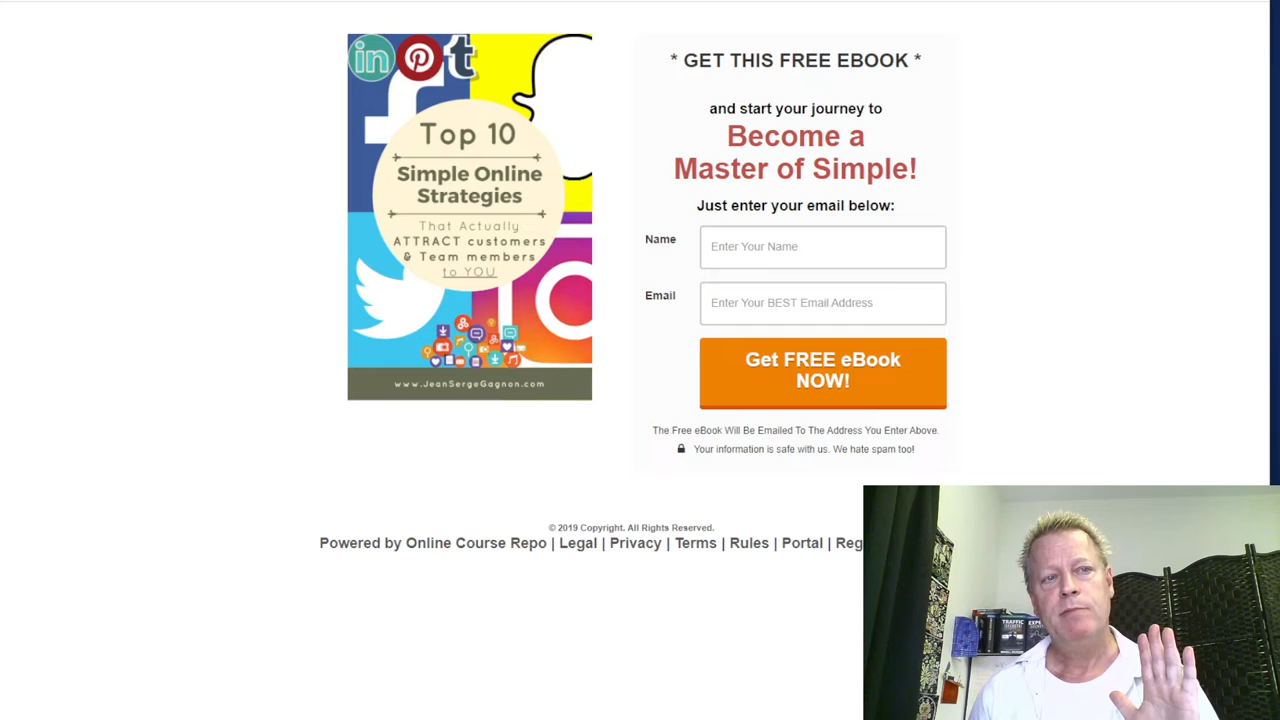 in
Top 10
Simple Online
Strategies
That Actually
ATTRACT customers
& Team members
to YOU
www.JeanSergeGagnon.com
* GET THIS FREE EBOOK *
and start your journey to
Become a
Master of Simple!
Just enter your email below:
Name
Enter Your Name
Email
Enter Your BEST Email Address
Get FREE eBook
NOW!
The Free eBook Will Be Emailed To The Address You Enter Above.
Your information is safe with us. We hate spam too!
© 2019 Copyright. All Rights Reserved.
Powered by Online Course Repo | Legal | Privacy | Terms | Rules | Portal | Reg
TRAFFIC